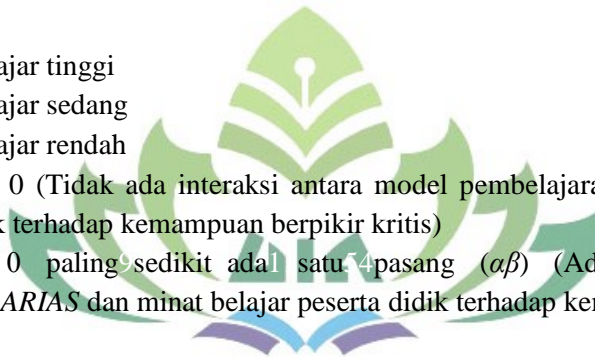 ajar tinggi
ajar sedang
ajar rendah
0 (Tidak ada interaksi antara model pembelajara
k terhadap kemampuan berpikir kritis)
0 paling sedikit ada satu pasang (αβ) (Ad
ARIAS dan minat belajar peserta didik terhadap ke